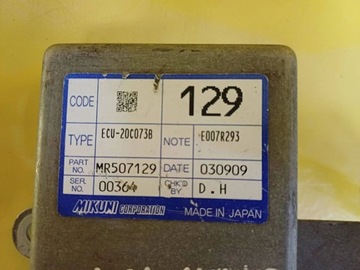 CODE 129
TYPE ECU-20C073B NOTE E007R293
PART NO. MR507129 DATE 030909
SER. NO. 00364 CHK'D BY D.H
MIKUNI CORPORATION MADE IN JAPAN